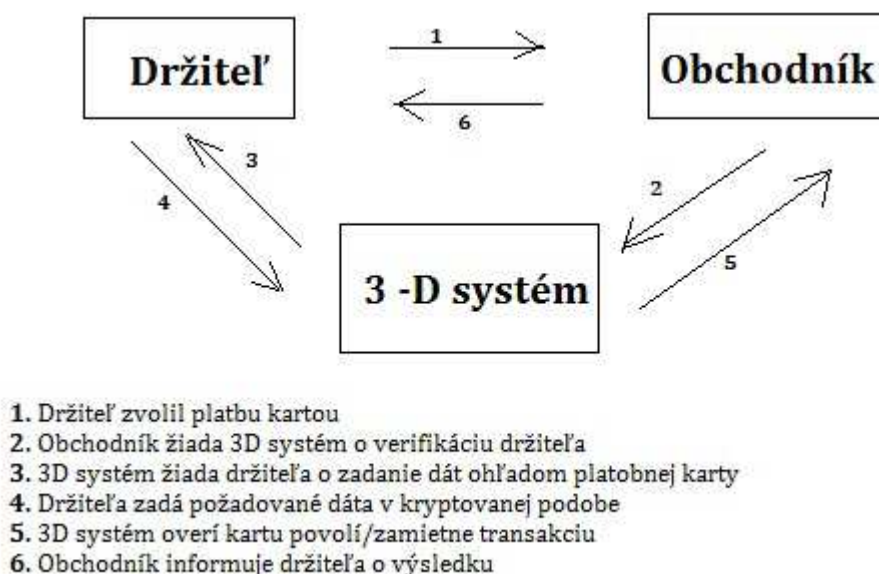 Držiteľ
1
Obchodník
6
3
4
2
5
3 -D systém
1. Držiteľ zvolil platbu kartou
2. Obchodník žiada 3D systém o verifikáciu držiteľa
3. 3D systém žiada držiteľa o zadanie dát ohľadom platobnej karty
4. Držiteľa zadá požadované dáta v kryptovanej podobe
5. 3D systém overí kartu povolí/zamietne transakciu
6. Obchodník informuje držiteľa o výsledku